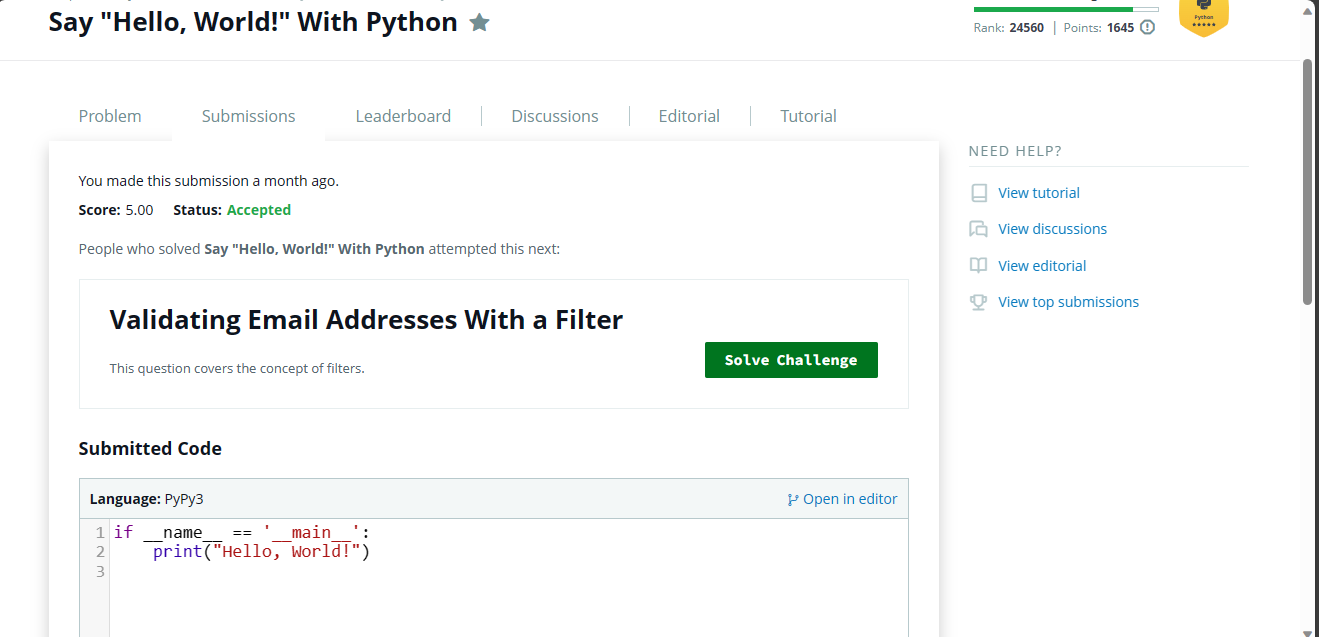 Say "Hello, World!" With Python
Python
Rank: 24560 | Points: 1645
Problem
Submissions
Leaderboard
Discussions
Editorial
Tutorial
You made this submission a month ago.
Score: 5.00 Status: Accepted
People who solved Say "Hello, World!" With Python attempted this next:
Validating Email Addresses With a Filter
This question covers the concept of filters.
Solve Challenge
Submitted Code
Language: PyPy3
Open in editor
1 if __name__ == '__main__':
2     print("Hello, World!")
3
NEED HELP?
View tutorial
View discussions
View editorial
View top submissions